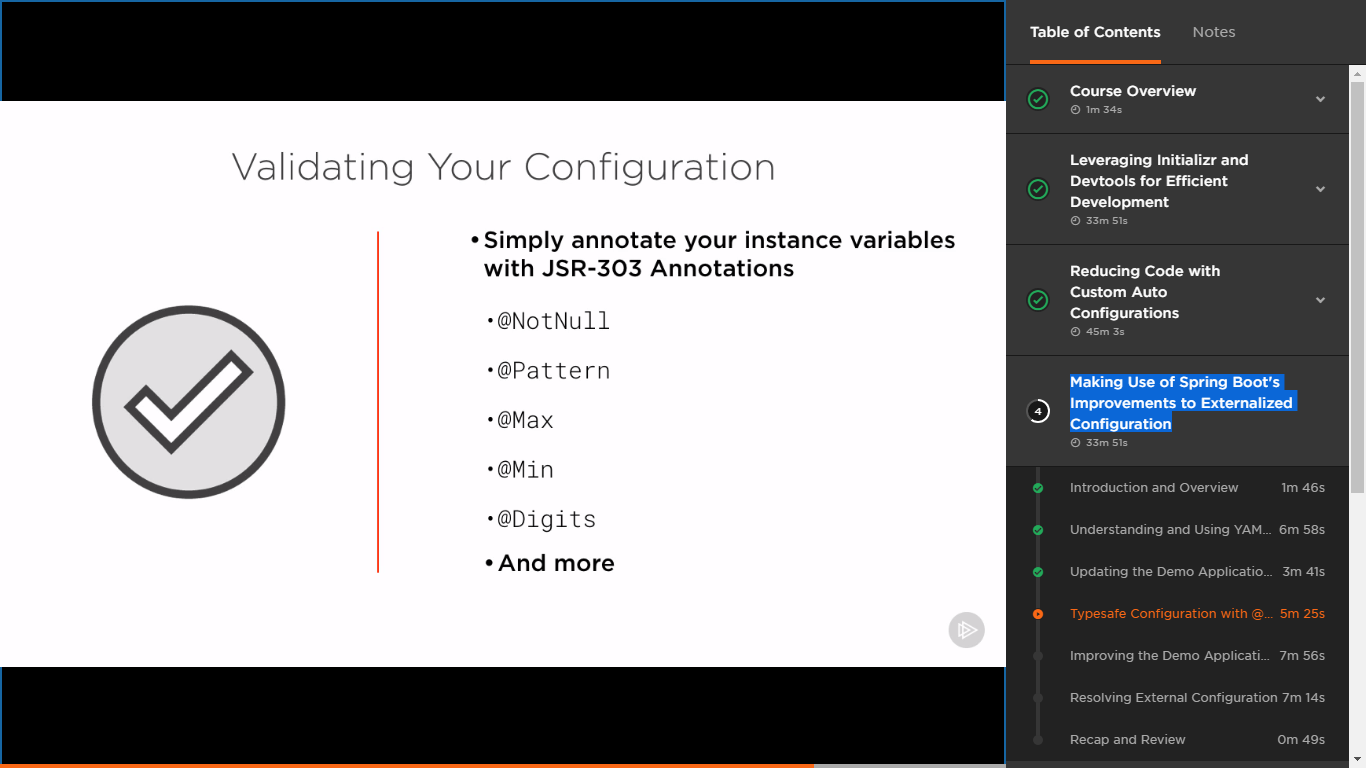 Validating Your Configuration
• Simply annotate your instance variables
with JSR-303 Annotations
• @NotNull
• @Pattern
• @Max
• @Min
• @Digits
• And more
Table of Contents
Notes
Course Overview
1m 34s
Leveraging Initializr and
Devtools for Efficient
Development
33m 51s
Reducing Code with
Custom Auto
Configurations
45m 3s
4
Making Use of Spring Boot's
Improvements to Externalized
Configuration
33m 51s
Introduction and Overview 1m 46s
Understanding and Using YAM... 6m 58s
Updating the Demo Applicatio... 3m 41s
Typesafe Configuration with @... 5m 25s
Improving the Demo Applicati... 7m 56s
Resolving External Configuration 7m 14s
Recap and Review 0m 49s